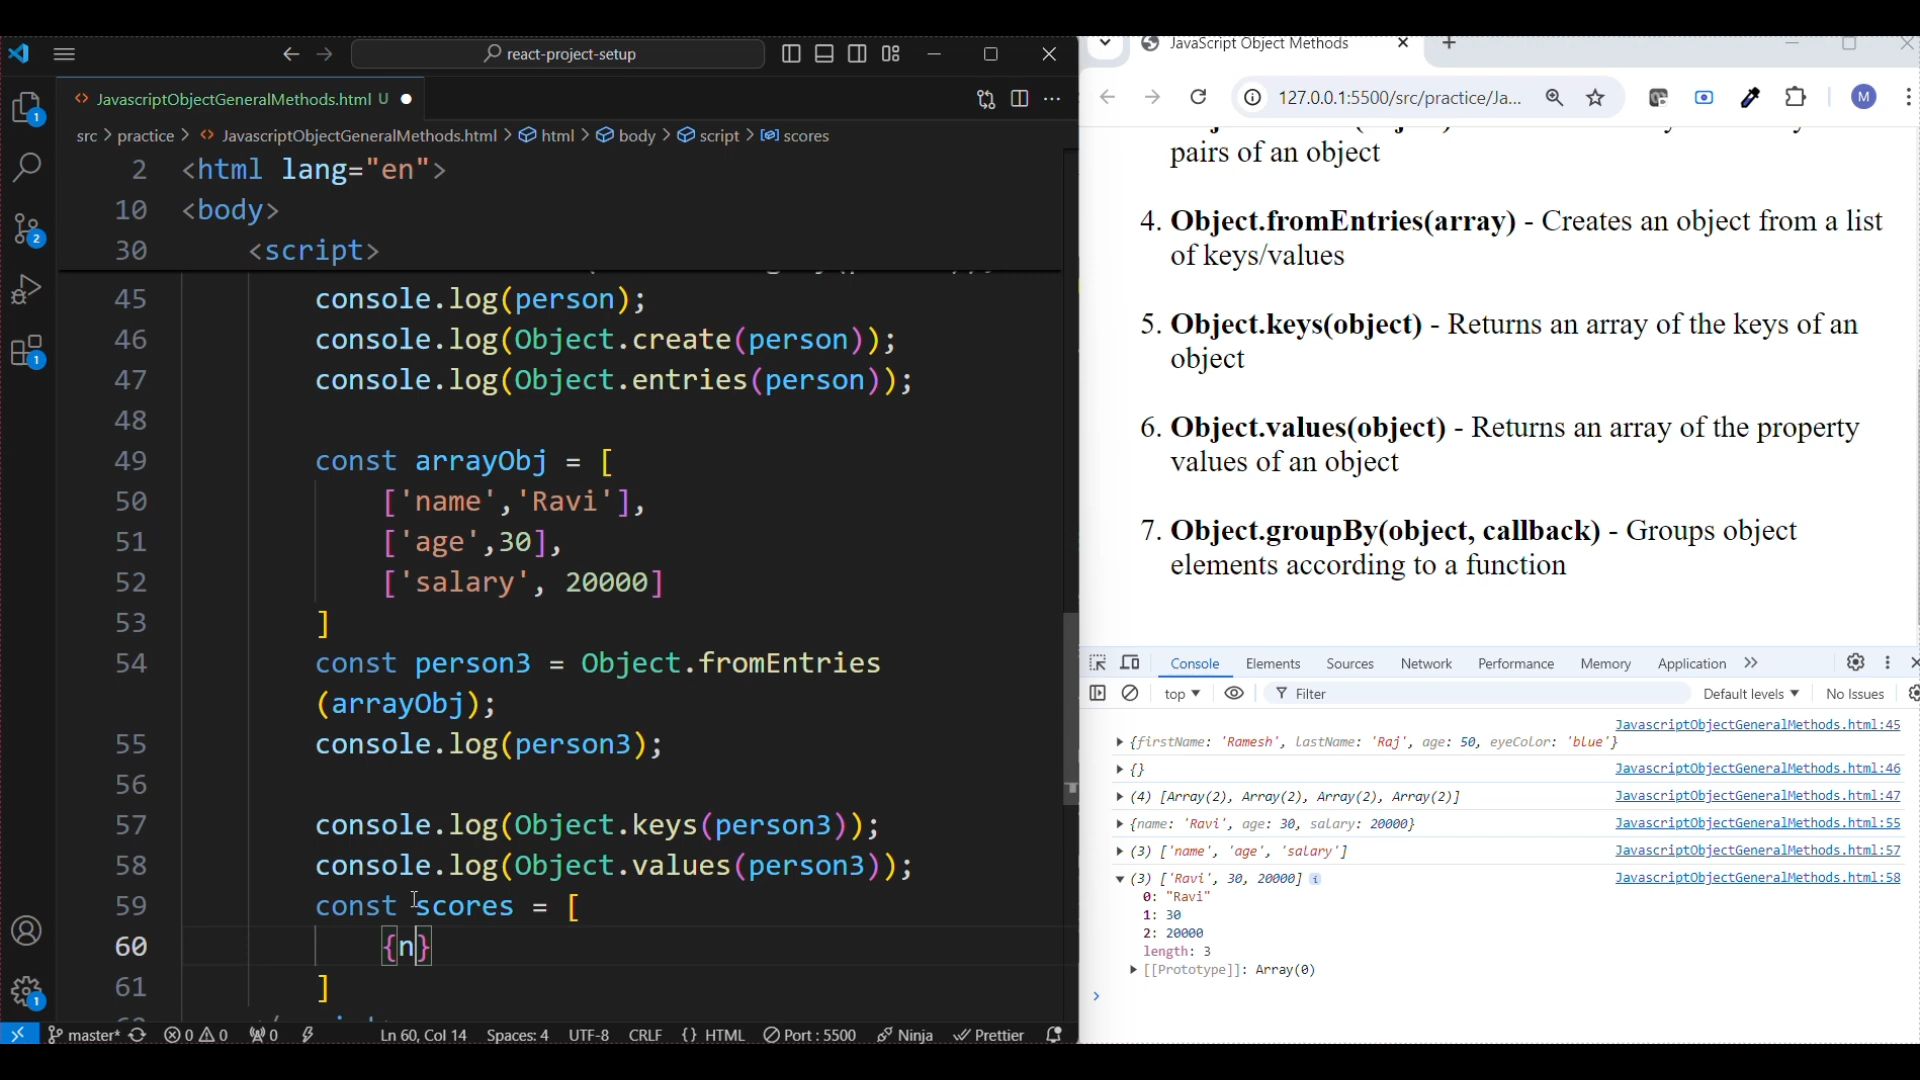 react-project-setup
JavascriptObjectGeneralMethods.html U
src > practice > JavascriptObjectGeneralMethods.html > html > body > script > scores
2 <html lang="en">
10 <body>
30 <script>
45 console.log(person);
46 console.log(Object.create(person));
47 console.log(Object.entries(person));
48
49 const arrayObj = [
50 ['name','Ravi'],
51 ['age',30],
52 ['salary', 20000]
53 ]
54 const person3 = Object.fromEntries
(arrayObj);
55 console.log(person3);
56
57 console.log(Object.keys(person3));
58 console.log(Object.values(person3));
59 const scores = [
60 {n}
61 ]
master* 0 0 0 Ln 60, Col 14 Spaces: 4 UTF-8 CRLF {} HTML Port : 5500 Ninja Prettier
1
2
1
1
JavaScript Object Methods
127.0.0.1:5500/src/practice/Ja...
M
pairs of an object
4. Object.fromEntries(array) - Creates an object from a list
of keys/values
5. Object.keys(object) - Returns an array of the keys of an
object
6. Object.values(object) - Returns an array of the property
values of an object
7. Object.groupBy(object, callback) - Groups object
elements according to a function
Console Elements Sources Network Performance Memory Application
top Filter Default levels No Issues
JavascriptObjectGeneralMethods.html:45
{firstName: 'Ramesh', lastName: 'Raj', age: 50, eyeColor: 'blue'}
{} JavascriptObjectGeneralMethods.html:46
(4) [Array(2), Array(2), Array(2), Array(2)] JavascriptObjectGeneralMethods.html:47
{name: 'Ravi', age: 30, salary: 20000} JavascriptObjectGeneralMethods.html:55
(3) ['name', 'age', 'salary'] JavascriptObjectGeneralMethods.html:57
(3) ['Ravi', 30, 20000] JavascriptObjectGeneralMethods.html:58
0: "Ravi"
1: 30
2: 20000
length: 3
[[Prototype]]: Array(0)